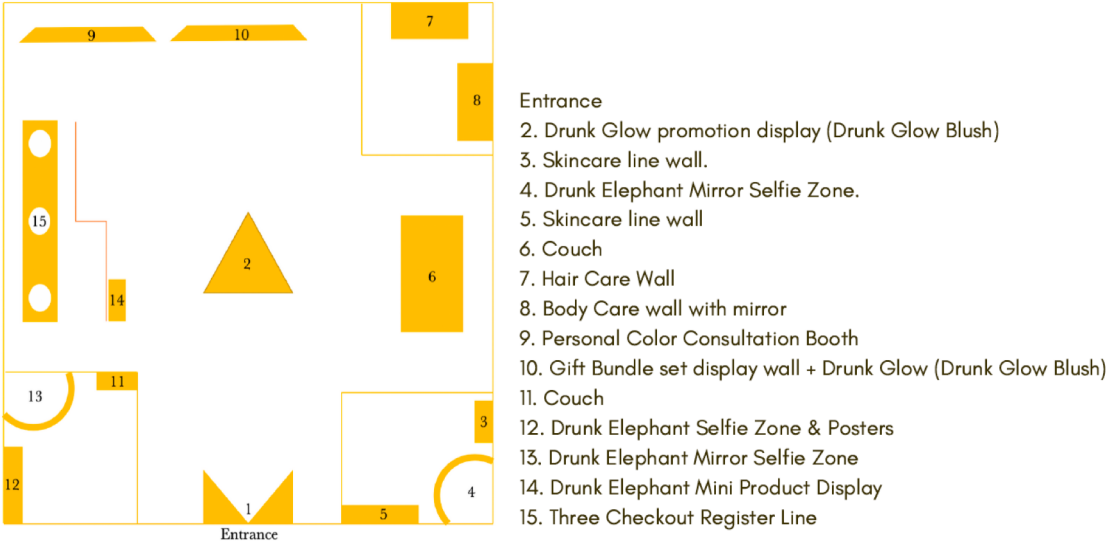 9
10
7
8
15
2
6
14
11
13
3
12
4
5
1
Entrance
Entrance
2. Drunk Glow promotion display (Drunk Glow Blush)
3. Skincare line wall.
4. Drunk Elephant Mirror Selfie Zone.
5. Skincare line wall
6. Couch
7. Hair Care Wall
8. Body Care wall with mirror
9. Personal Color Consultation Booth
10. Gift Bundle set display wall + Drunk Glow (Drunk Glow Blush)
11. Couch
12. Drunk Elephant Selfie Zone & Posters
13. Drunk Elephant Mirror Selfie Zone
14. Drunk Elephant Mini Product Display
15. Three Checkout Register Line